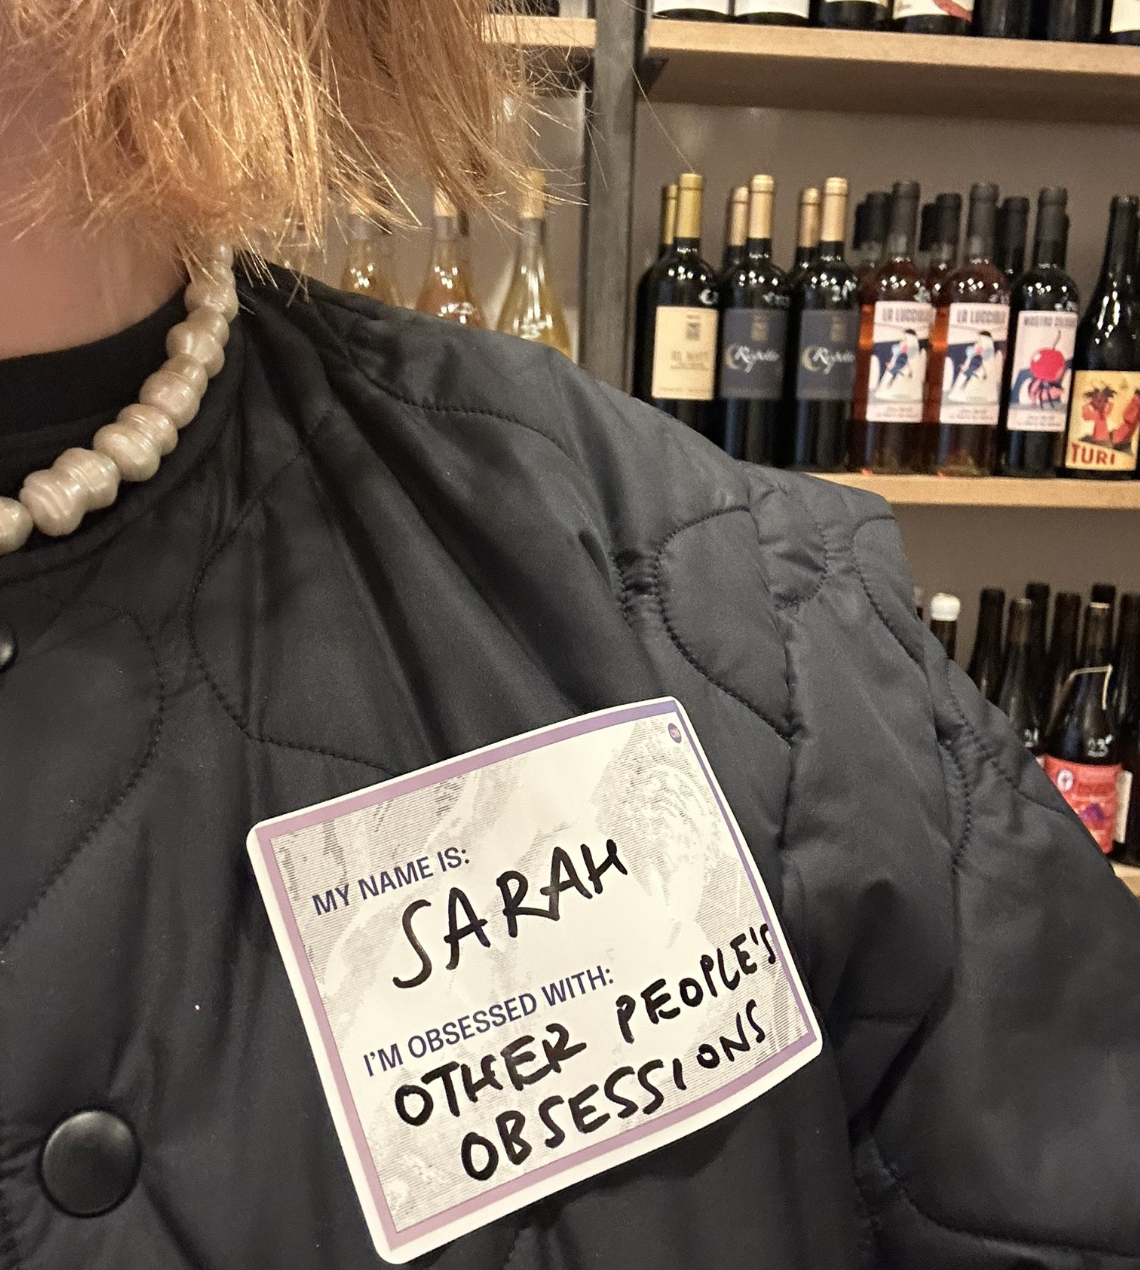 LA LUCCIOLA
LA LUCCIOLA
TURI
MY NAME IS:
SARAH
I'M OBSESSED WITH:
OTHER PEOPLE'S
OBSESSIONS